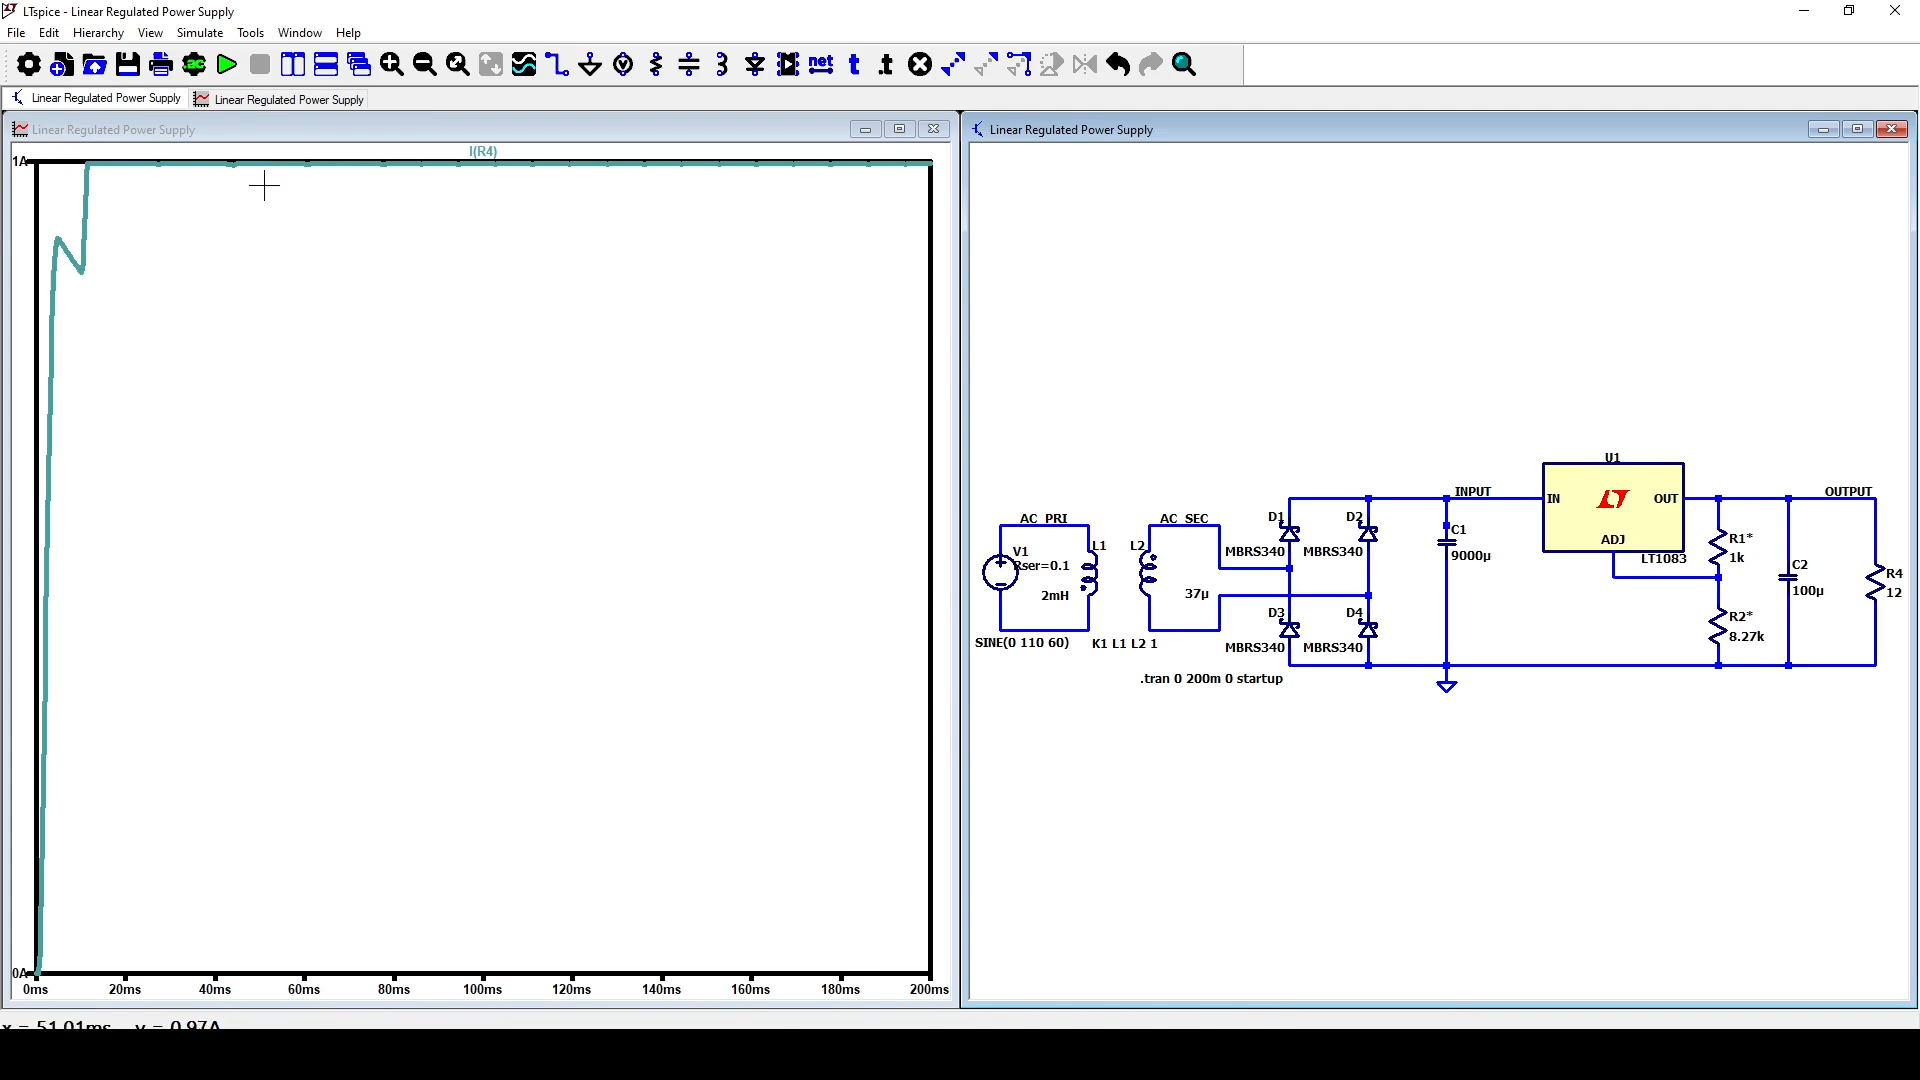 LTspice - Linear Regulated Power Supply
File Edit Hierarchy View Simulate Tools Window Help
ac net t .t
Linear Regulated Power Supply Linear Regulated Power Supply
Linear Regulated Power Supply
I(R4)
1A
0A
0ms 20ms 40ms 60ms 80ms 100ms 120ms 140ms 160ms 180ms 200ms
Linear Regulated Power Supply
U1
INPUT IN OUT OUTPUT
AC_PRI AC_SEC D1 D2
C1
ADJ R1*
V1 L1 L2 MBRS340 MBRS340 9000µ LT1083 1k
Rser=0.1 C2
R4
2mH 37µ 100µ 12
D3 D4 R2*
8.27k
SINE(0 110 60) K1 L1 L2 1 MBRS340 MBRS340
.tran 0 200m 0 startup
x = 51.01ms y = 0.97A